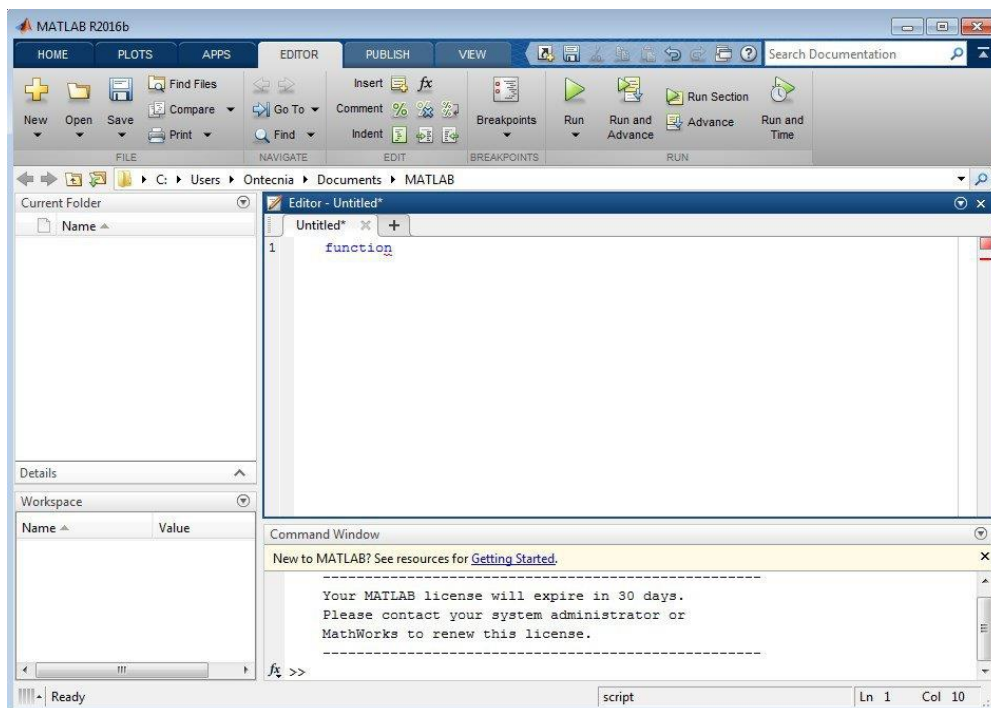 MATLAB R2016b
HOME PLOTS APPS EDITOR PUBLISH VIEW Search Documentation
New Open Save Find Files Compare Print
FILE
Go To Find
NAVIGATE
Insert fx
Comment
Indent
EDIT
Breakpoints
BREAKPOINTS
Run Run and Advance Run Section Advance Run and Time
RUN
C: Users Ontecnia Documents MATLAB
Current Folder
Name
Details
Workspace
Name Value
Editor - Untitled*
Untitled* +
1 function
Command Window
New to MATLAB? See resources for Getting Started.
----------------------------------------------------
Your MATLAB license will expire in 30 days.
Please contact your system administrator or
MathWorks to renew this license.
----------------------------------------------------
fx >>
Ready script Ln 1 Col 10